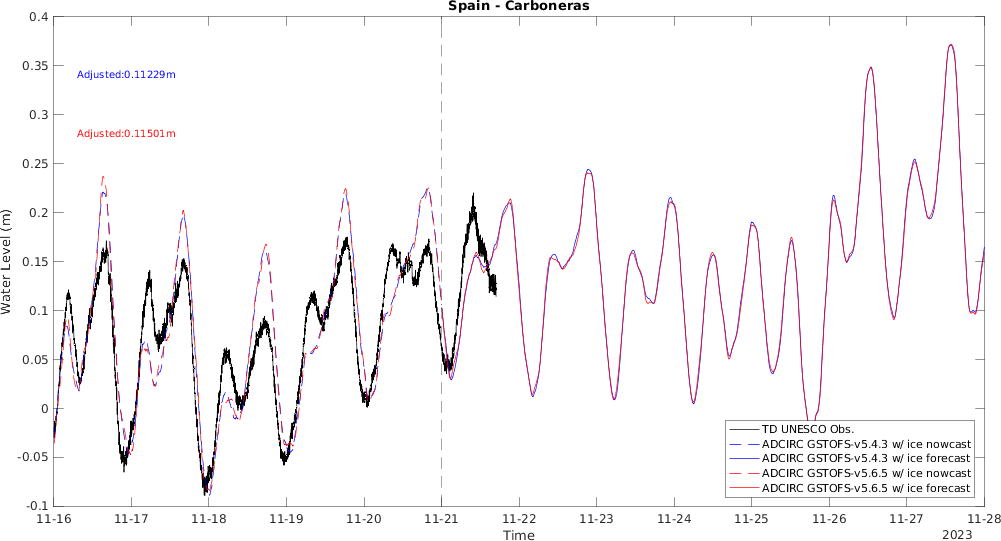 Spain - Carboneras
0.4
0.35
0.3
0.25
0.2
0.15
0.1
0.05
0
-0.05
-0.1
Water Level (m)
Adjusted:0.11229m
Adjusted:0.11501m
TD UNESCO Obs.
ADCIRC GSTOFS-v5.4.3 w/ ice nowcast
ADCIRC GSTOFS-v5.4.3 w/ ice forecast
ADCIRC GSTOFS-v5.6.5 w/ ice nowcast
ADCIRC GSTOFS-v5.6.5 w/ ice forecast
11-16 11-17 11-18 11-19 11-20 11-21 11-22 11-23 11-24 11-25 11-26 11-27 11-28
Time
2023